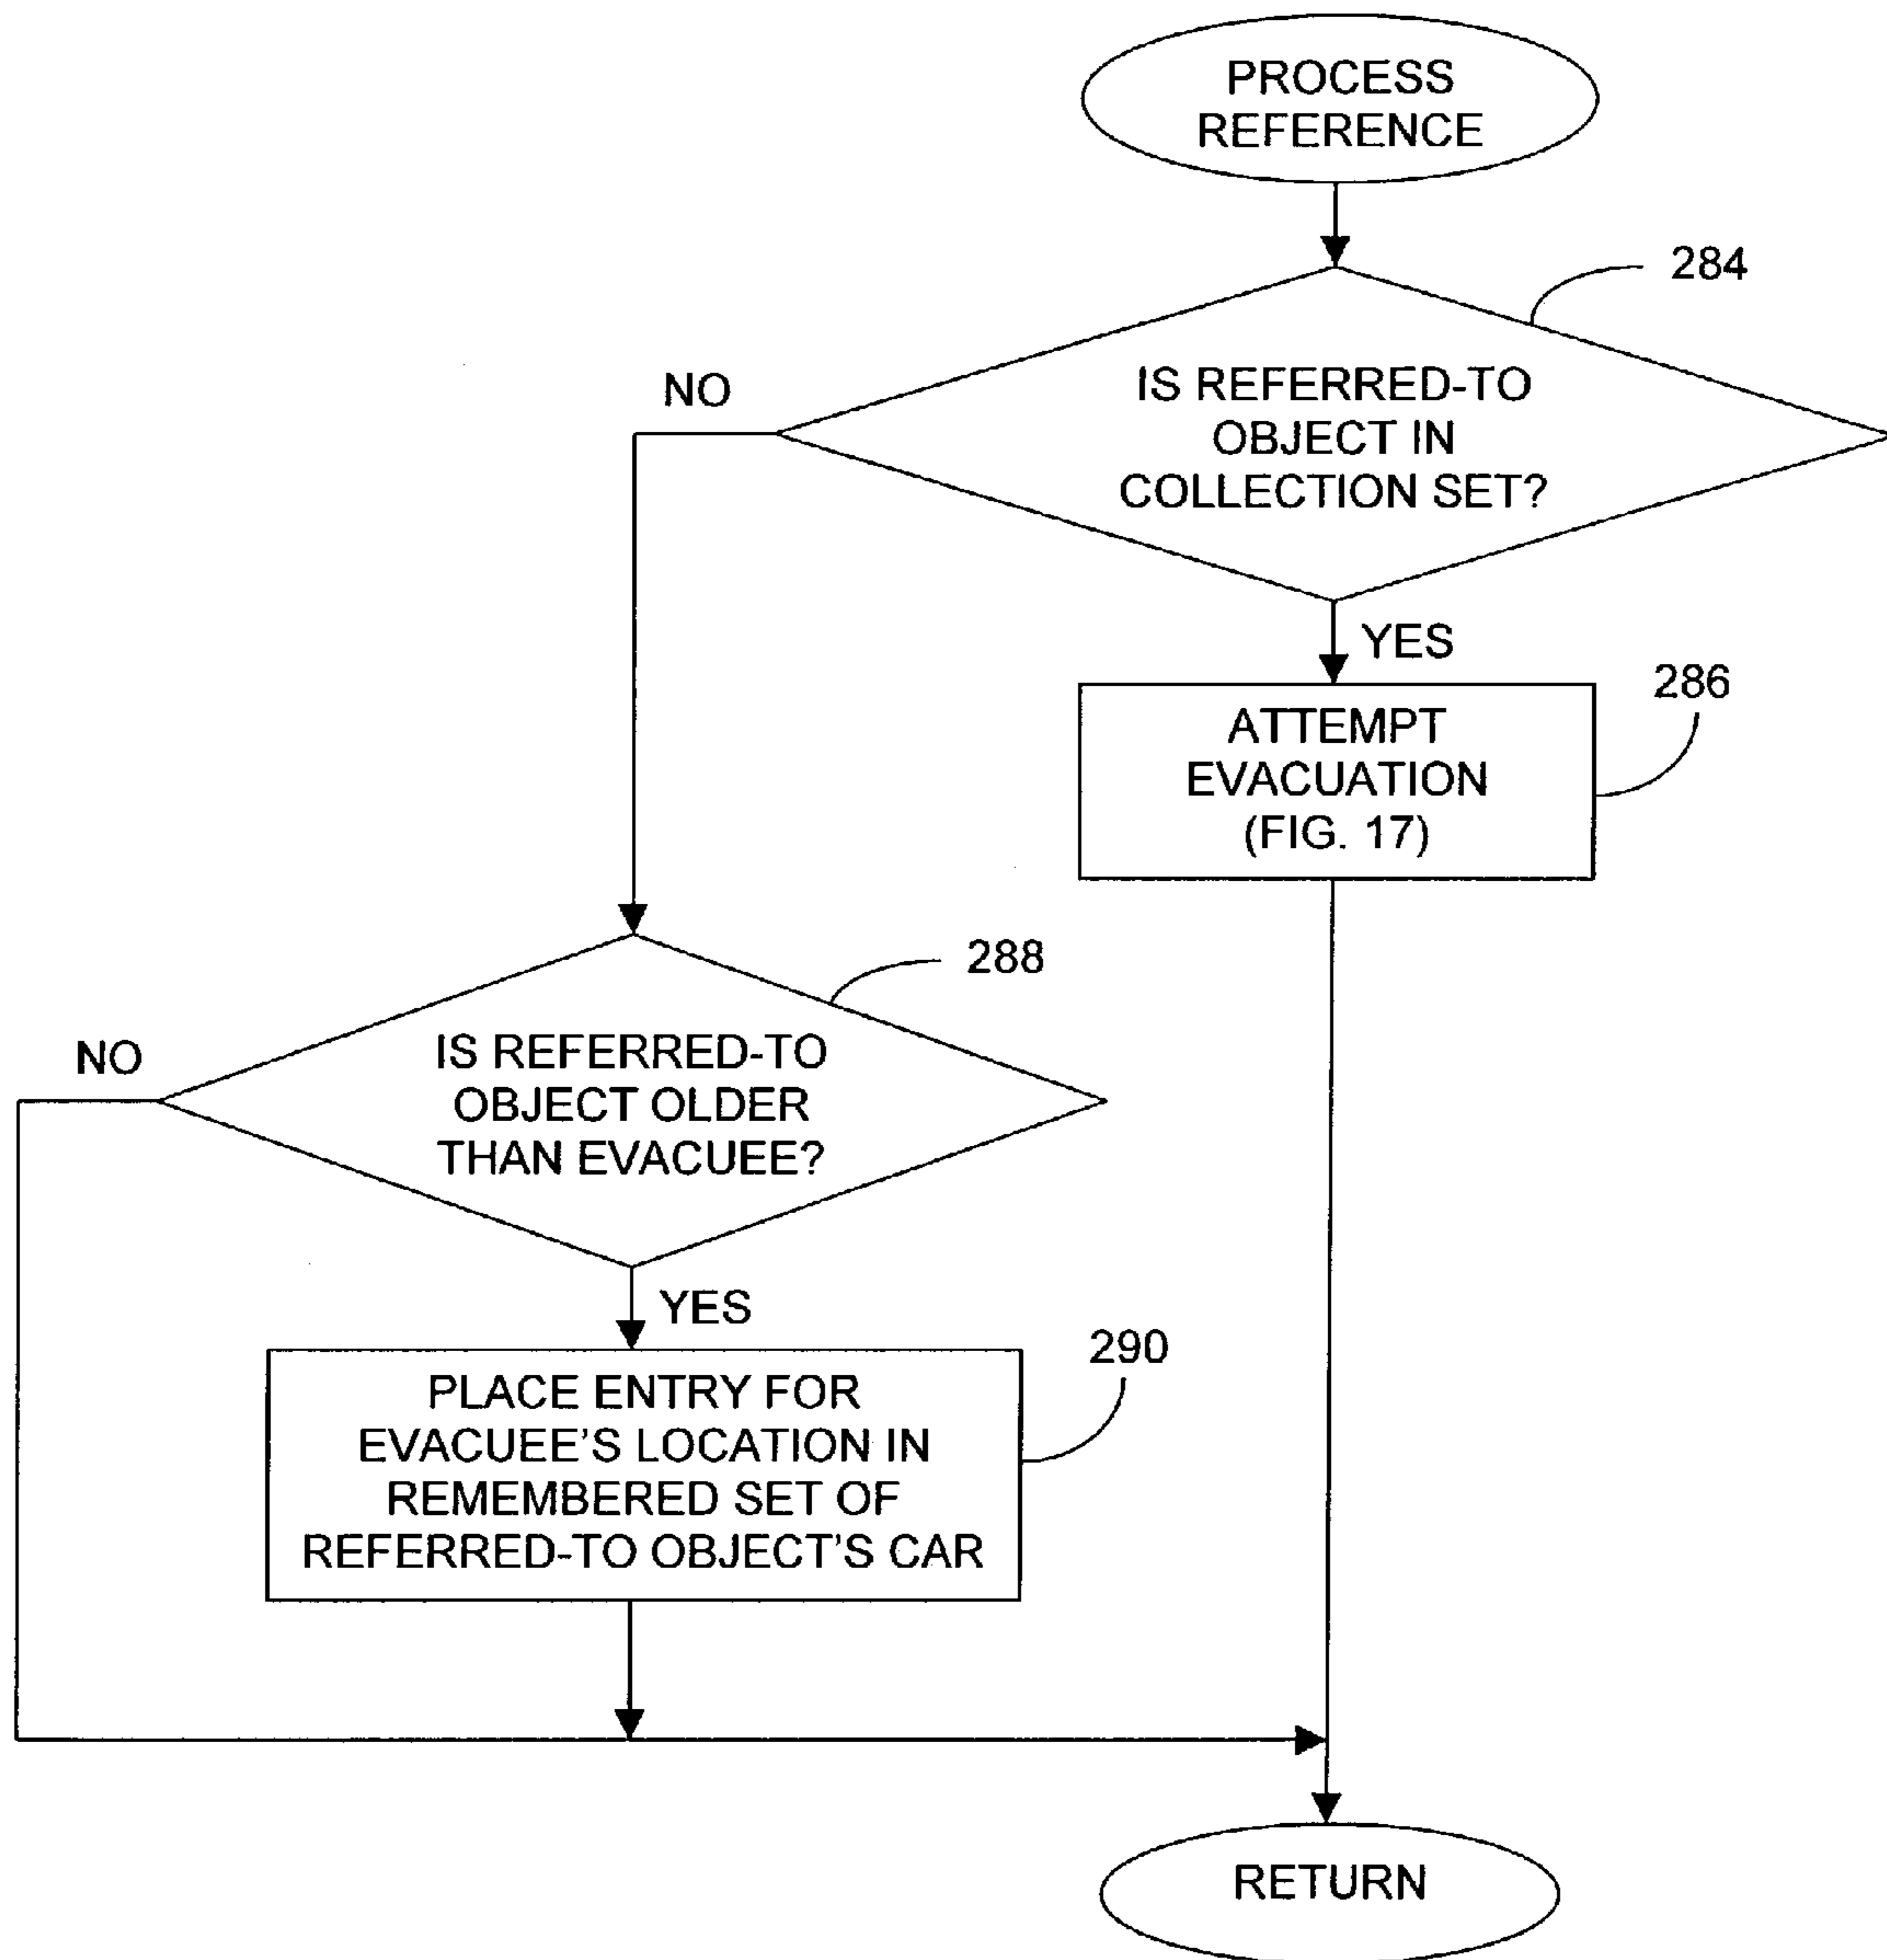 PROCESS
REFERENCE
284
IS REFERRED-TO
OBJECT IN
COLLECTION SET?
NO
YES
286
ATTEMPT
EVACUATION
(FIG. 17)
288
IS REFERRED-TO
OBJECT OLDER
THAN EVACUEE?
NO
YES
290
PLACE ENTRY FOR
EVACUEE'S LOCATION IN
REMEMBERED SET OF
REFERRED-TO OBJECT'S CAR
RETURN